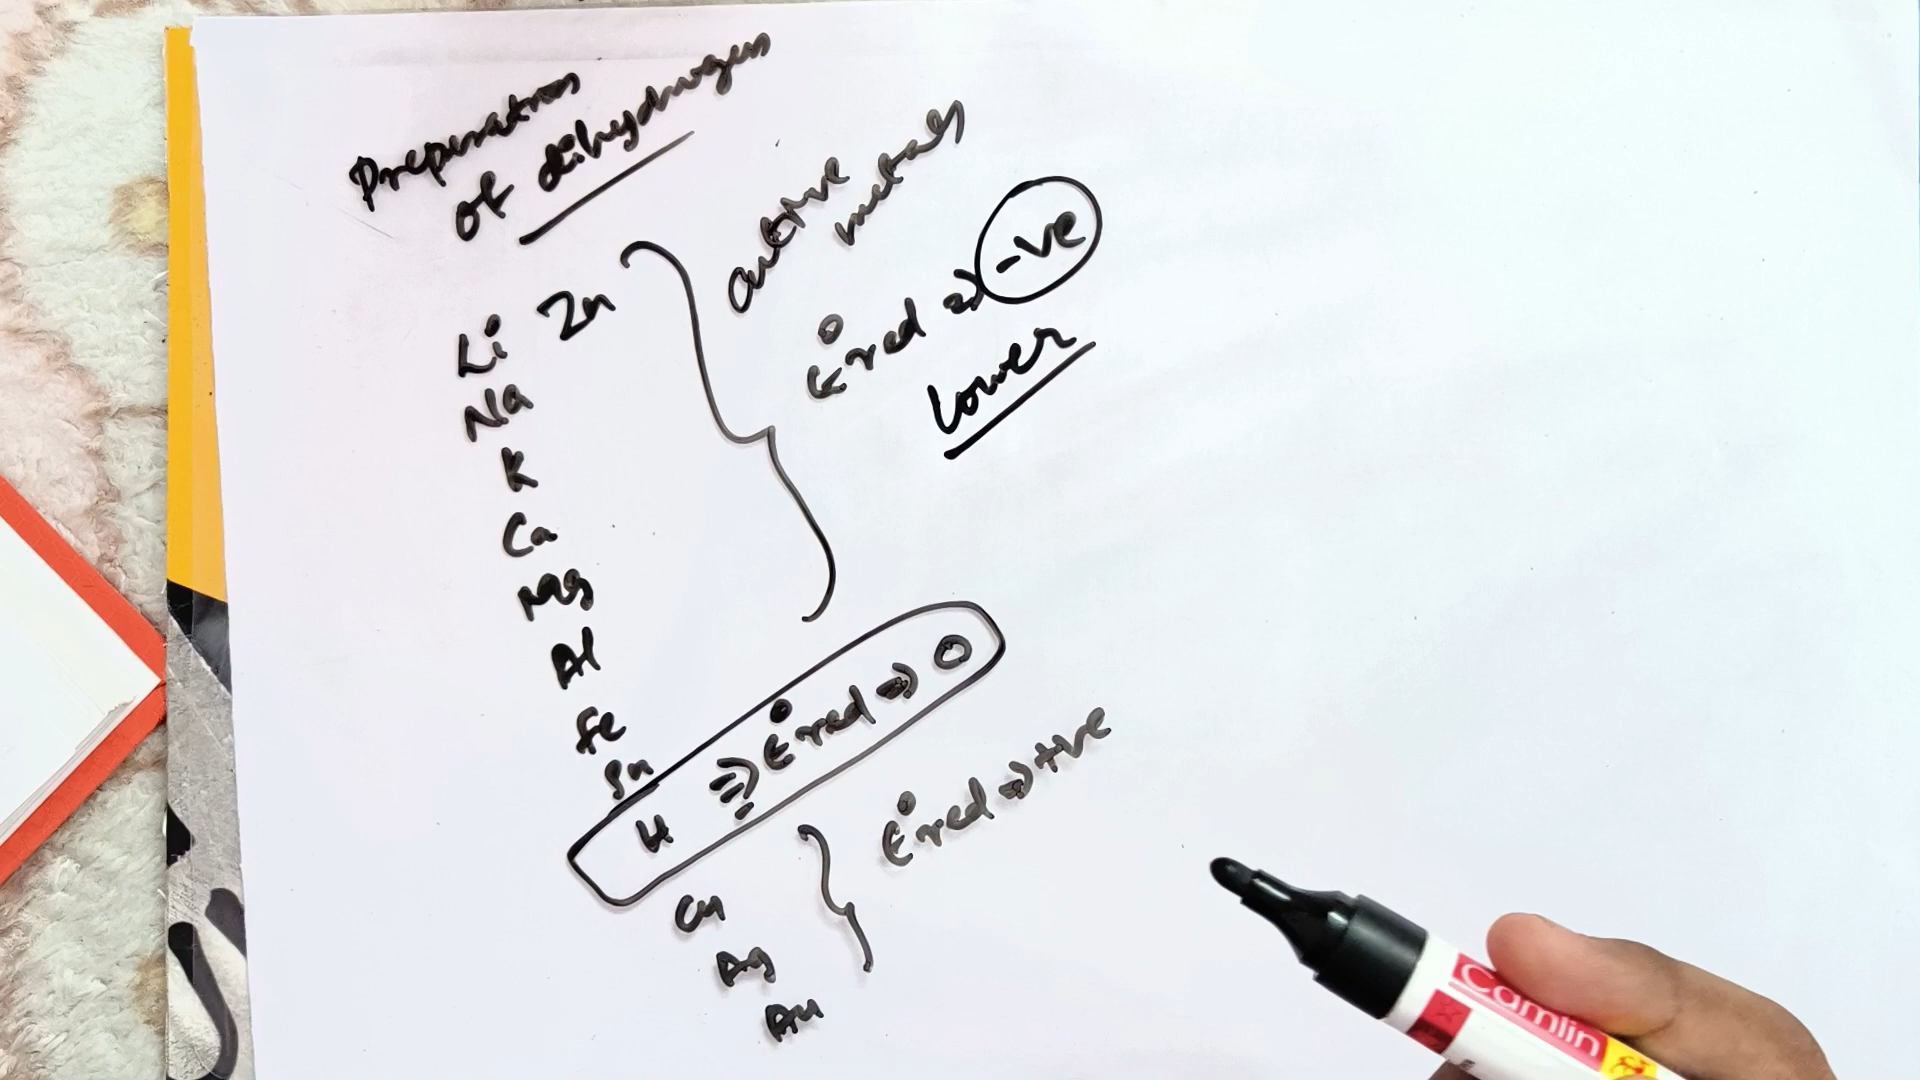 Preparation
of dihydrogen
active
metals
Zn
E°red ⇒ -ve
lower
Li
Na
K
Ca
Mg
Al
Fe
Sn
H ⇒ E°red ⇒ 0
E°red ⇒ +ve
Cu
Ag
Au
Camlin